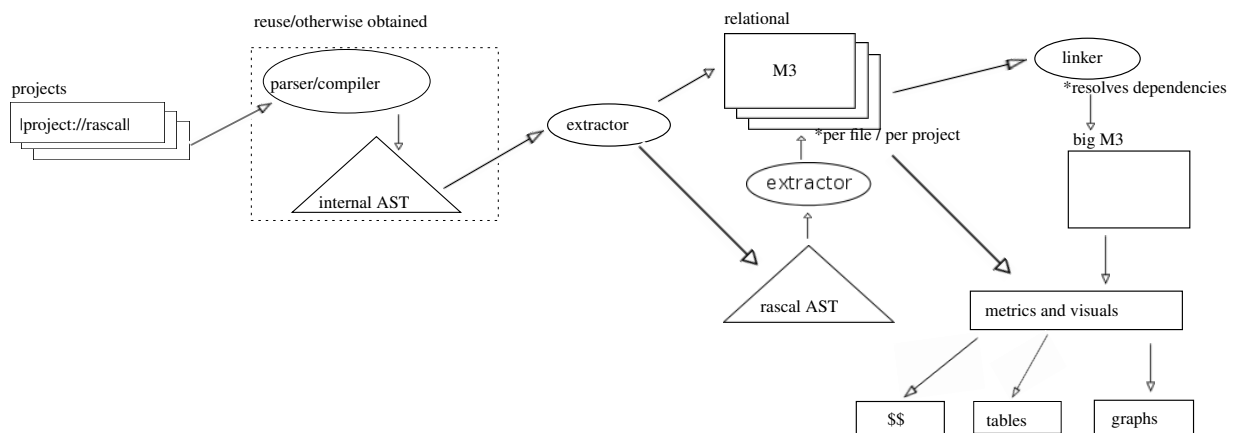 reuse/otherwise obtained
relational
projects
|project://rascal|
parser/compiler
internal AST
extractor
M3
*per file / per project
extractor
rascal AST
linker
*resolves dependencies
big M3
metrics and visuals
$$
tables
graphs